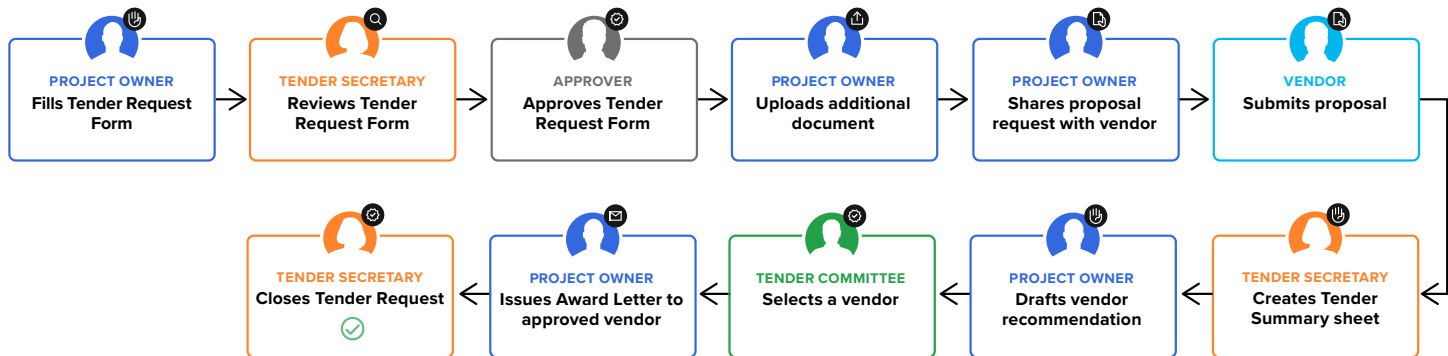 PROJECT OWNER
Fills Tender Request
Form
TENDER SECRETARY
Reviews Tender
Request Form
APPROVER
Approves Tender
Request Form
PROJECT OWNER
Uploads additional
document
PROJECT OWNER
Shares proposal
request with vendor
VENDOR
Submits proposal
TENDER SECRETARY
Creates Tender
Summary sheet
PROJECT OWNER
Drafts vendor
recommendation
TENDER COMMITTEE
Selects a vendor
PROJECT OWNER
Issues Award Letter to
approved vendor
TENDER SECRETARY
Closes Tender Request